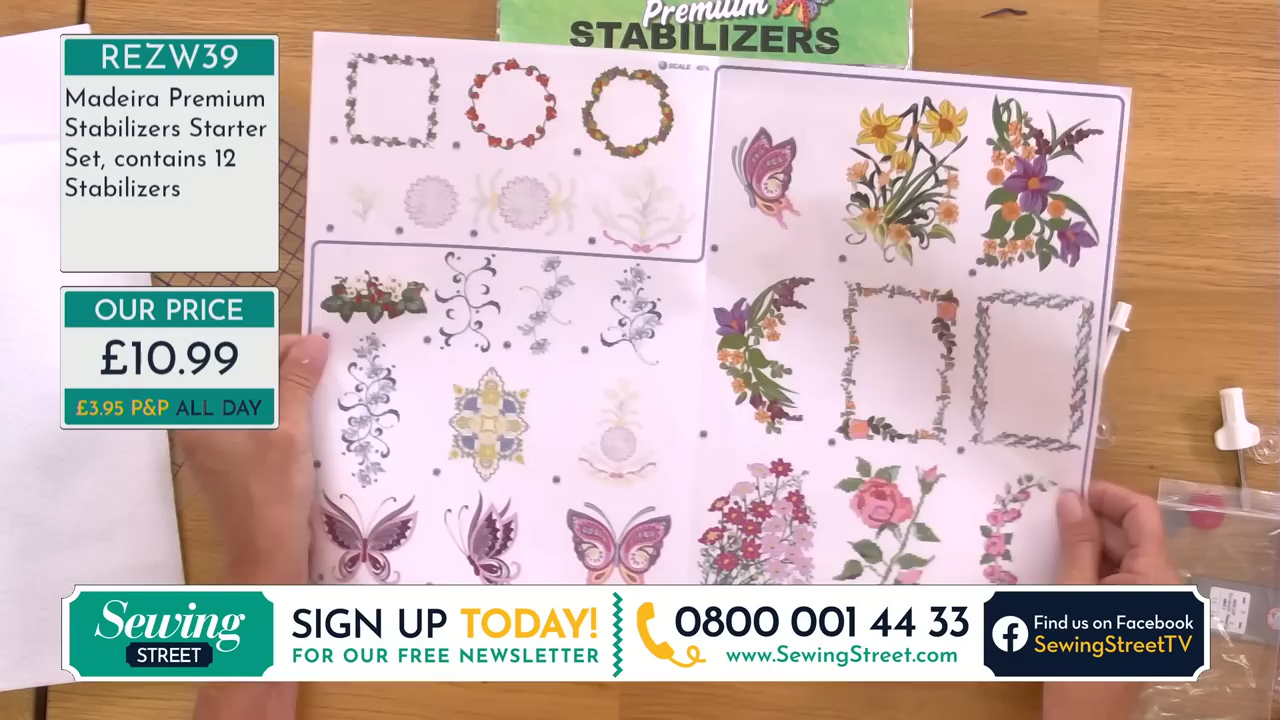 Premium
STABILIZERS
SCALE : 45%
REZW39
Madeira Premium
Stabilizers Starter
Set, contains 12
Stabilizers
OUR PRICE
£10.99
£3.95 P&P ALL DAY
Sewing
STREET
SIGN UP TODAY!
FOR OUR FREE NEWSLETTER
0800 001 44 33
www.SewingStreet.com
Find us on Facebook
SewingStreetTV